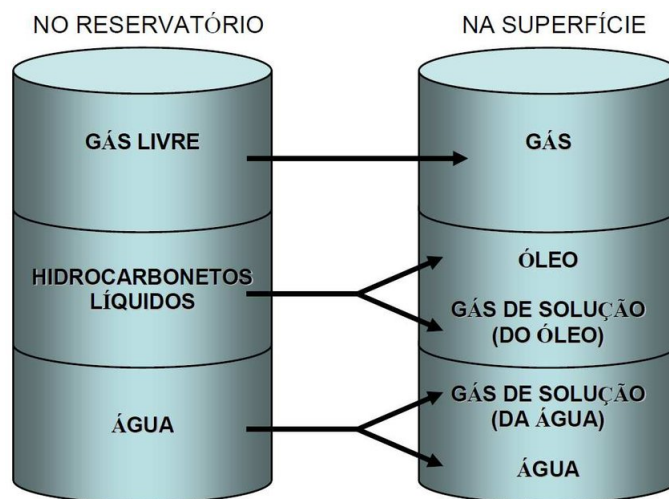 NO RESERVATÓRIO
NA SUPERFÍCIE
GÁS LIVRE
GÁS
HIDROCARBONETOS
LÍQUIDOS
ÓLEO
GÁS DE SOLUÇÃO
(DO ÓLEO)
ÁGUA
GÁS DE SOLUÇÃO
(DA ÁGUA)
ÁGUA